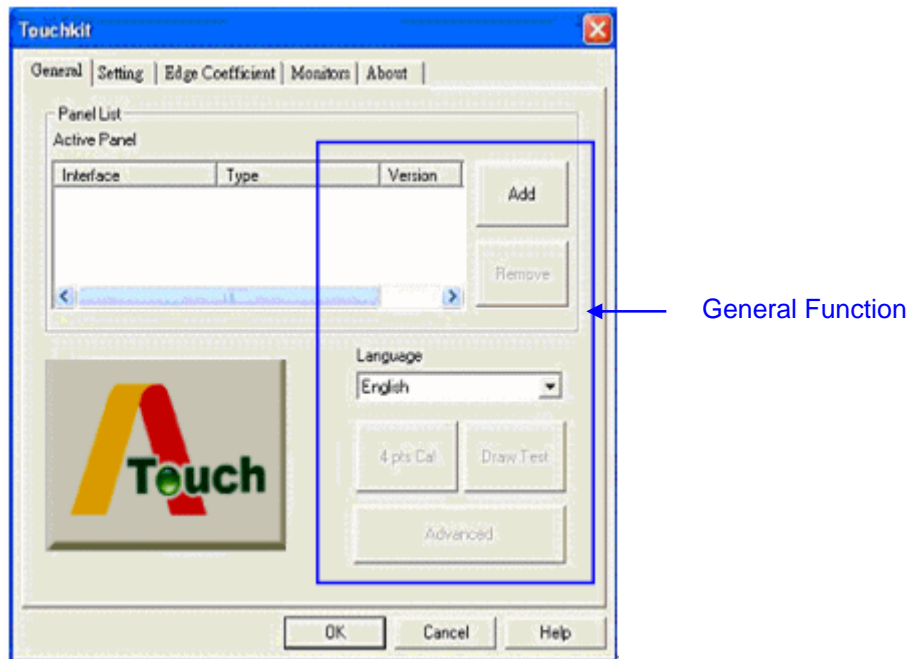 Touchkit
General Setting Edge Coefficient Monitors About
Panel List
Active Panel
Interface Type Version
Add
Remove
General Function
Language
English
4 pts Cal Draw Test
Touch
Advanced
OK Cancel Help